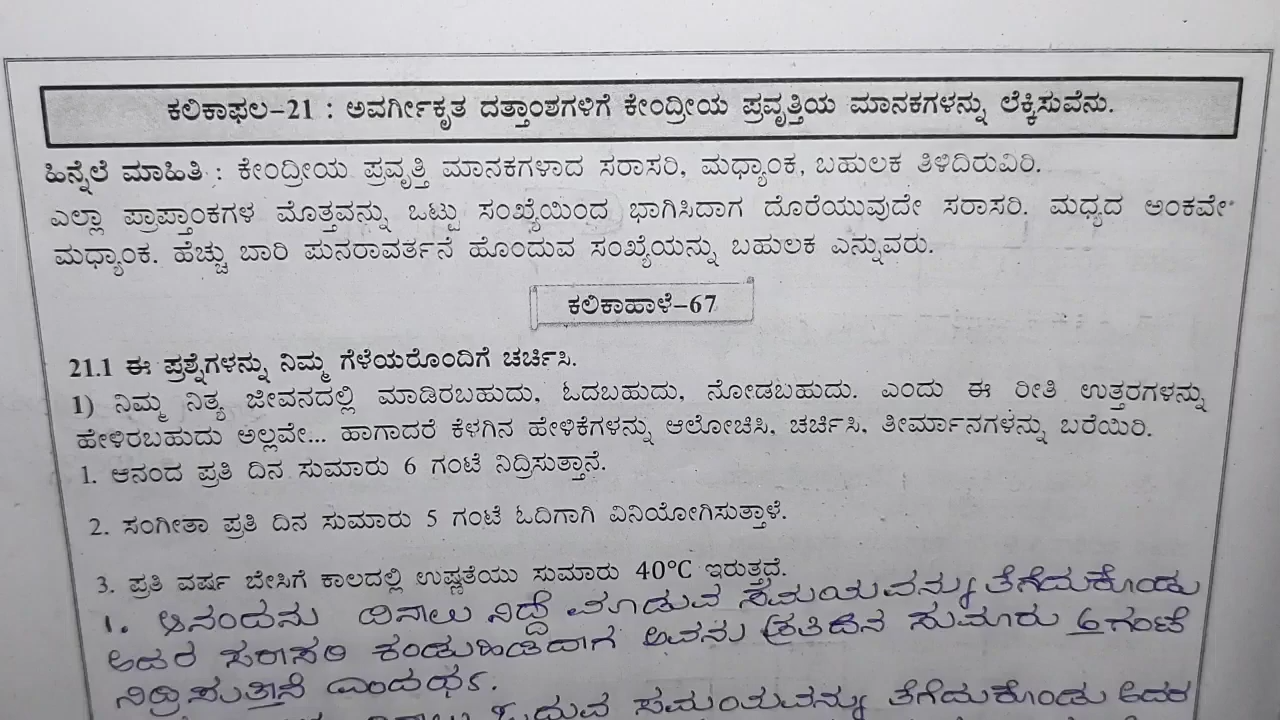 ಕಲಿಕಾಫಲ–21 : ಅವರ್ಗೀಕೃತ ದತ್ತಾಂಶಗಳಿಗೆ ಕೇಂದ್ರೀಯ ಪ್ರವೃತ್ತಿಯ ಮಾನಕಗಳನ್ನು ಲೆಕ್ಕಿಸುವೆನು.
ಹಿನ್ನೆಲೆ ಮಾಹಿತಿ : ಕೇಂದ್ರೀಯ ಪ್ರವೃತ್ತಿ ಮಾನಕಗಳಾದ ಸರಾಸರಿ, ಮಧ್ಯಾಂಕ, ಬಹುಲಕ ತಿಳಿದಿರುವಿರಿ.
ಎಲ್ಲಾ ಪ್ರಾಪ್ತಾಂಕಗಳ ಮೊತ್ತವನ್ನು ಒಟ್ಟು ಸಂಖ್ಯೆಯಿಂದ ಭಾಗಿಸಿದಾಗ ದೊರೆಯುವುದೇ ಸರಾಸರಿ. ಮಧ್ಯದ ಅಂಕವೇ
ಮಧ್ಯಾಂಕ. ಹೆಚ್ಚು ಬಾರಿ ಪುನರಾವರ್ತನೆ ಹೊಂದುವ ಸಂಖ್ಯೆಯನ್ನು ಬಹುಲಕ ಎನ್ನುವರು.
ಕಲಿಕಾಹಾಳೆ–67
21.1 ಈ ಪ್ರಶ್ನೆಗಳನ್ನು ನಿಮ್ಮ ಗೆಳೆಯರೊಂದಿಗೆ ಚರ್ಚಿಸಿ.
1) ನಿಮ್ಮ ನಿತ್ಯ ಜೀವನದಲ್ಲಿ ಮಾಡಿರಬಹುದು, ಓದಬಹುದು, ನೋಡಬಹುದು. ಎಂದು ಈ ರೀತಿ ಉತ್ತರಗಳನ್ನು
ಹೇಳಿರಬಹುದು ಅಲ್ಲವೇ... ಹಾಗಾದರೆ ಕೆಳಗಿನ ಹೇಳಿಕೆಗಳನ್ನು ಆಲೋಚಿಸಿ, ಚರ್ಚಿಸಿ, ತೀರ್ಮಾನಗಳನ್ನು ಬರೆಯಿರಿ.
1. ಆನಂದ ಪ್ರತಿ ದಿನ ಸುಮಾರು 6 ಗಂಟೆ ನಿದ್ರಿಸುತ್ತಾನೆ.
2. ಸಂಗೀತಾ ಪ್ರತಿ ದಿನ ಸುಮಾರು 5 ಗಂಟೆ ಓದಿಗಾಗಿ ವಿನಿಯೋಗಿಸುತ್ತಾಳೆ.
3. ಪ್ರತಿ ವರ್ಷ ಬೇಸಿಗೆ ಕಾಲದಲ್ಲಿ ಉಷ್ಣತೆಯು ಸುಮಾರು 40°C ಇರುತ್ತದೆ.
1. ಆನಂದನು ದಿನಾಲು ನಿದ್ದೆ ಮಾಡುವ ಸಮಯವನ್ನು ತೆಗೆದುಕೊಂಡು
ಅದರ ಸರಾಸರಿ ಕಂಡುಹಿಡಿದಾಗ ಅವನು ಪ್ರತಿದಿನ ಸುಮಾರು 6 ಗಂಟೆ
ನಿದ್ರಿಸುತ್ತಾನೆ ಎಂದರ್ಥ.
ಓದುವ ಸಮಯವನ್ನು ತೆಗೆದುಕೊಂಡು ಅದರ